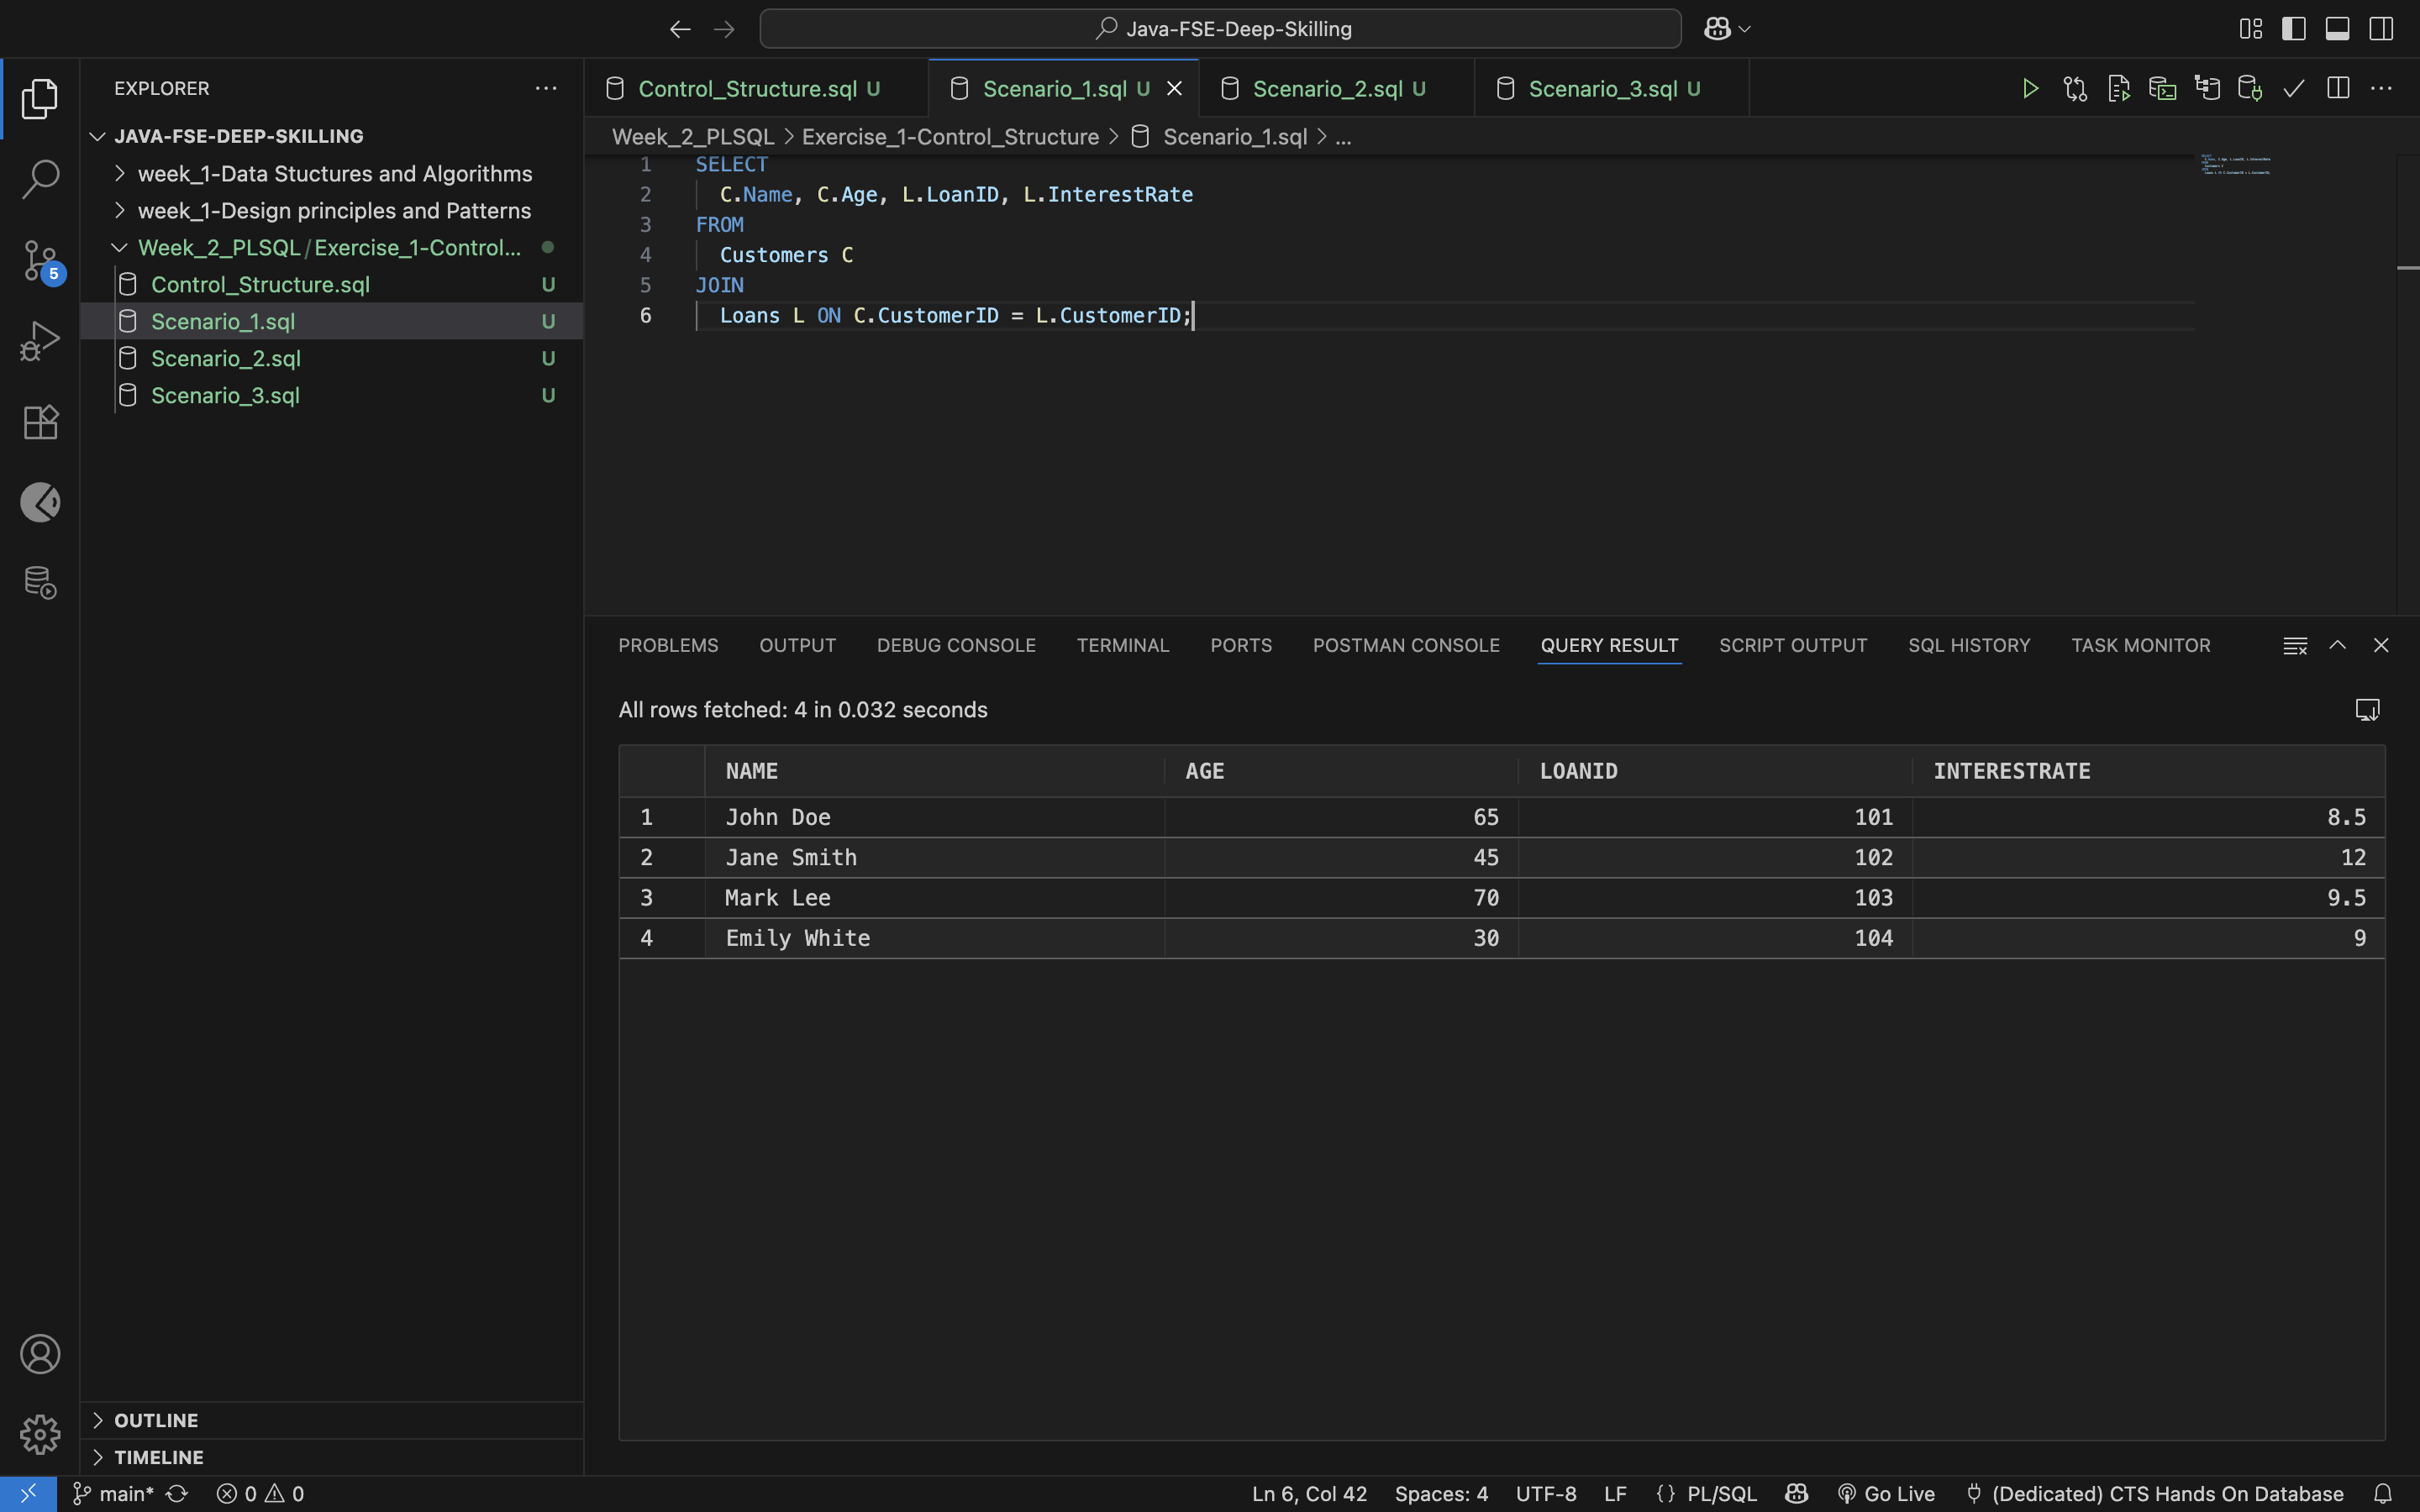 Java-FSE-Deep-Skilling
EXPLORER
JAVA-FSE-DEEP-SKILLING
week_1-Data Stuctures and Algorithms
week_1-Design principles and Patterns
Week_2_PLSQL/Exercise_1-Control...
Control_Structure.sql U
Scenario_1.sql U
Scenario_2.sql U
Scenario_3.sql U
5
OUTLINE
TIMELINE
Control_Structure.sql U
Scenario_1.sql U
Scenario_2.sql U
Scenario_3.sql U
Week_2_PLSQL > Exercise_1-Control_Structure > Scenario_1.sql > ...
1 SELECT
2 C.Name, C.Age, L.LoanID, L.InterestRate
3 FROM
4 Customers C
5 JOIN
6 Loans L ON C.CustomerID = L.CustomerID;
PROBLEMS OUTPUT DEBUG CONSOLE TERMINAL PORTS POSTMAN CONSOLE QUERY RESULT SCRIPT OUTPUT SQL HISTORY TASK MONITOR
All rows fetched: 4 in 0.032 seconds
NAME AGE LOANID INTERESTRATE
1 John Doe 65 101 8.5
2 Jane Smith 45 102 12
3 Mark Lee 70 103 9.5
4 Emily White 30 104 9
main* 0 0 Ln 6, Col 42 Spaces: 4 UTF-8 LF {} PL/SQL Go Live (Dedicated) CTS Hands On Database